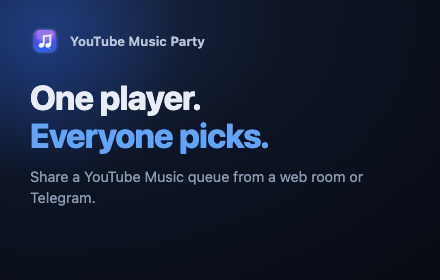 YouTube Music Party
One player.
Everyone picks.
Share a YouTube Music queue from a web room or
Telegram.